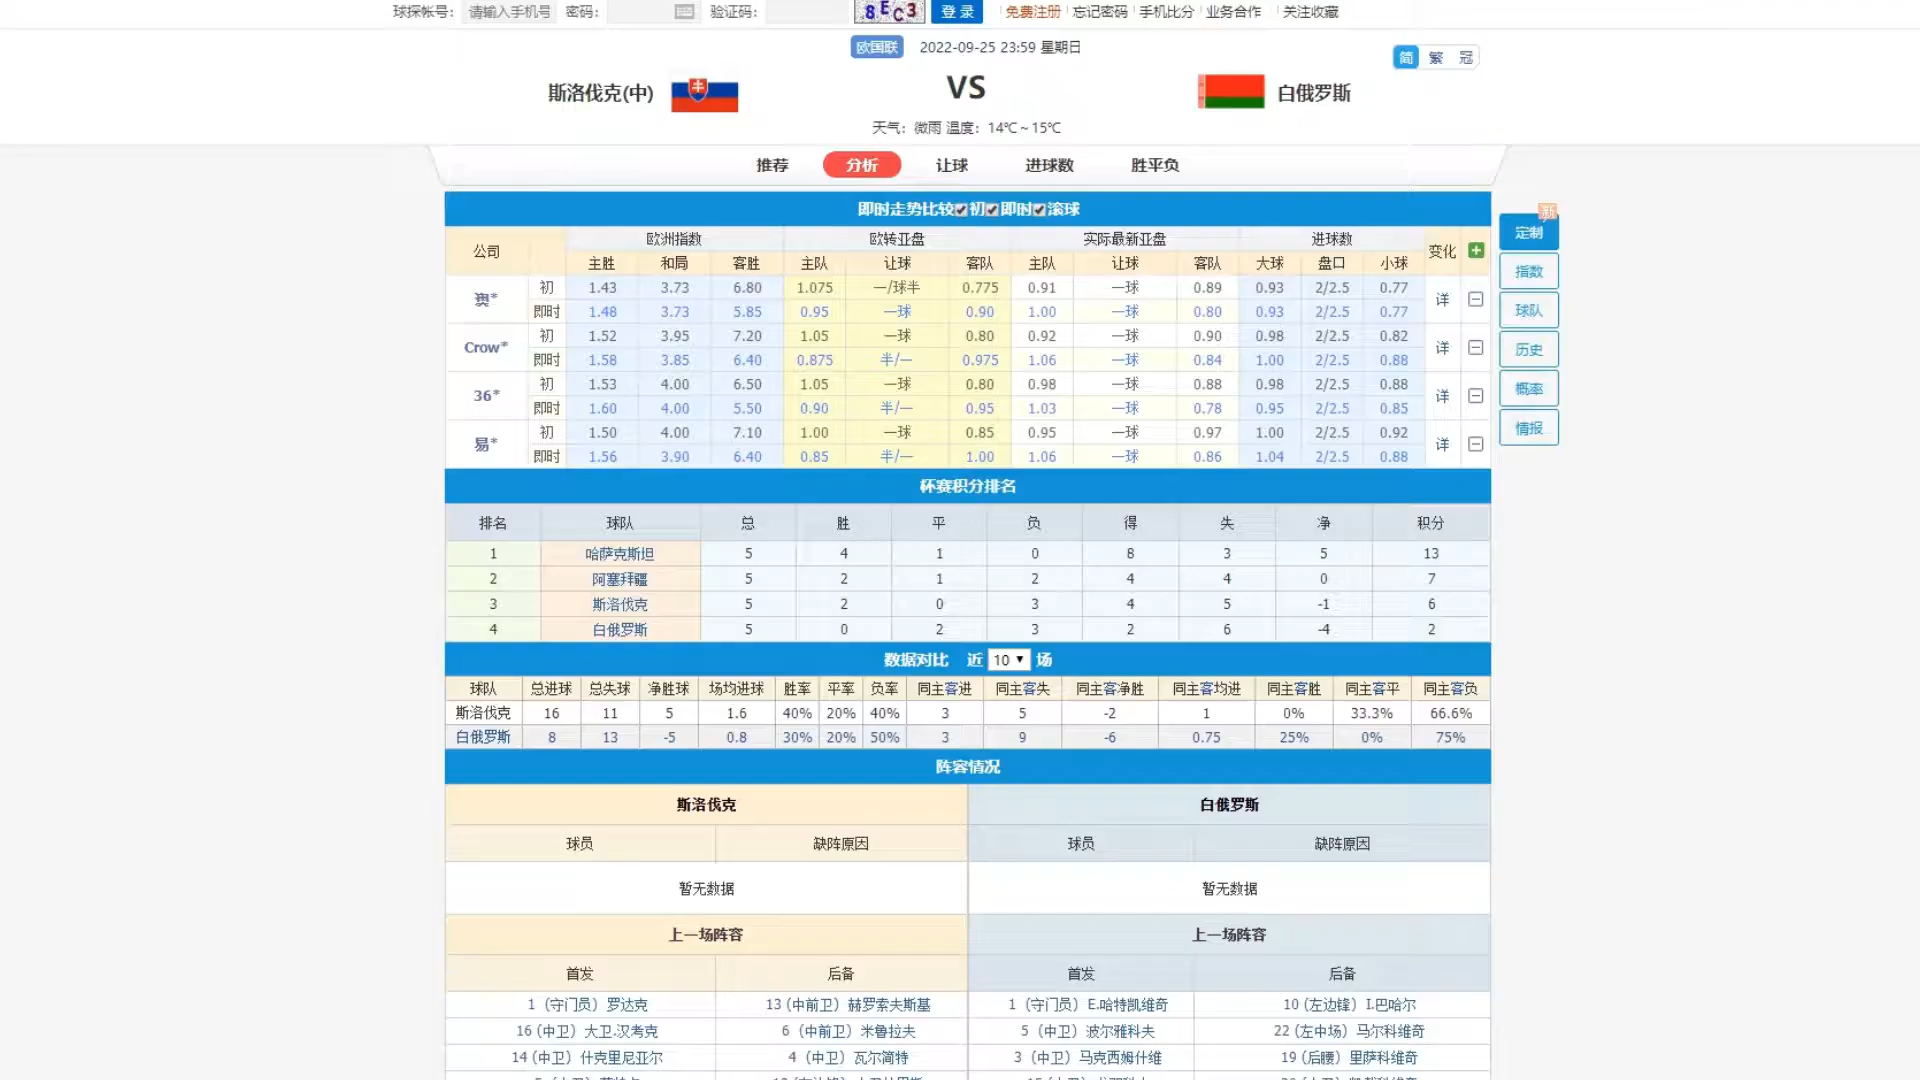 球探帐号： 请输入手机号 密码： 验证码： 8EC3 登 录 免费注册 忘记密码 手机比分 业务合作 关注收藏
欧国联 2022-09-25 23:59 星期日
简 繁 冠
斯洛伐克(中) VS 白俄罗斯
天气：微雨 温度：14℃～15℃
推荐 分析 让球 进球数 胜平负
即时走势比较 初 即时 滚球
公司 欧洲指数 欧转亚盘 实际最新亚盘 进球数 变化
主胜 和局 客胜 主队 让球 客队 主队 让球 客队 大球 盘口 小球
澳* 初 1.43 3.73 6.80 1.075 一/球半 0.775 0.91 一球 0.89 0.93 2/2.5 0.77 详
即时 1.48 3.73 5.85 0.95 一球 0.90 1.00 一球 0.80 0.93 2/2.5 0.77
Crow* 初 1.52 3.95 7.20 1.05 一球 0.80 0.92 一球 0.90 0.98 2/2.5 0.82 详
即时 1.58 3.85 6.40 0.875 半/一 0.975 1.06 一球 0.84 1.00 2/2.5 0.88
36* 初 1.53 4.00 6.50 1.05 一球 0.80 0.98 一球 0.88 0.98 2/2.5 0.88 详
即时 1.60 4.00 5.50 0.90 半/一 0.95 1.03 一球 0.78 0.95 2/2.5 0.85
易* 初 1.50 4.00 7.10 1.00 一球 0.85 0.95 一球 0.97 1.00 2/2.5 0.92 详
即时 1.56 3.90 6.40 0.85 半/一 1.00 1.06 一球 0.86 1.04 2/2.5 0.88
新
定制
指数
球队
历史
概率
情报
杯赛积分排名
排名 球队 总 胜 平 负 得 失 净 积分
1 哈萨克斯坦 5 4 1 0 8 3 5 13
2 阿塞拜疆 5 2 1 2 4 4 0 7
3 斯洛伐克 5 2 0 3 4 5 -1 6
4 白俄罗斯 5 0 2 3 2 6 -4 2
数据对比 近 10 场
球队 总进球 总失球 净胜球 场均进球 胜率 平率 负率 同主客进 同主客失 同主客净胜 同主客均进 同主客胜 同主客平 同主客负
斯洛伐克 16 11 5 1.6 40% 20% 40% 3 5 -2 1 0% 33.3% 66.6%
白俄罗斯 8 13 -5 0.8 30% 20% 50% 3 9 -6 0.75 25% 0% 75%
阵容情况
斯洛伐克 白俄罗斯
球员 缺阵原因 球员 缺阵原因
暂无数据 暂无数据
上一场阵容 上一场阵容
首发 后备 首发 后备
1（守门员）罗达克 13 (中前卫）赫罗索夫斯基 1（守门员）E.哈特凯维奇 10 (左边锋）I.巴哈尔
16 (中卫）大卫.汉考克 6（中前卫）米鲁拉夫 5（中卫）波尔雅科夫 22 (左中场）马尔科维奇
14 (中卫）什克里尼亚尔 4（中卫）瓦尔简特 3（中卫）马克西姆什维 19 (后腰）里萨科维奇